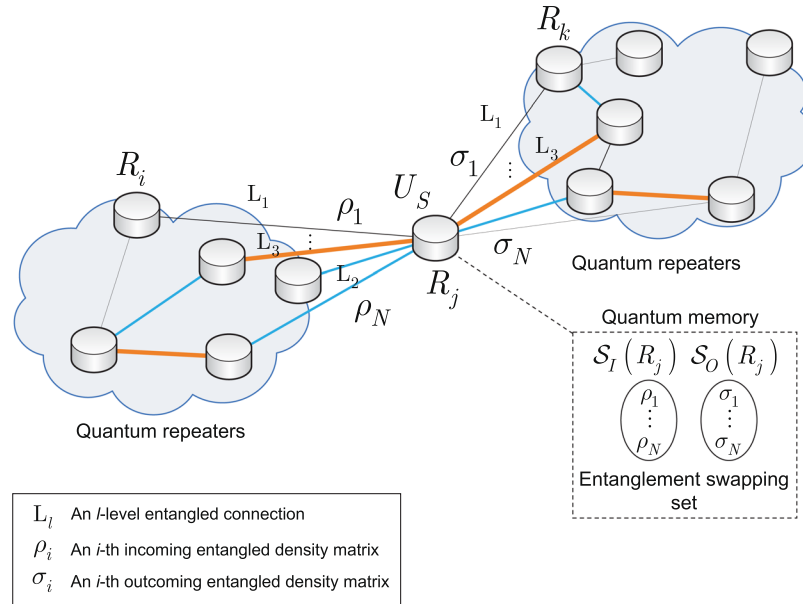 R_k
L_1
R_i
σ_1
⋮
L_3
U_S
L_1
ρ_1
L_3
⋮
L_2
R_j
σ_N
Quantum repeaters
ρ_N
Quantum memory
S_I (R_j) S_O (R_j)
ρ_1 σ_1
⋮ ⋮
ρ_N σ_N
Quantum repeaters
Entanglement swapping
set
L_l An l-level entangled connection
ρ_i An i-th incoming entangled density matrix
σ_i An i-th outcoming entangled density matrix